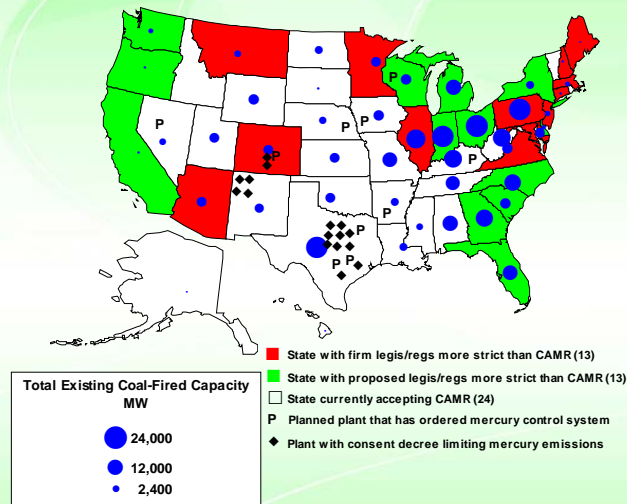 P
P
P
P
P
P
P
P
P
P
State with firm legis/regs more strict than CAMR (13)
State with proposed legis/regs more strict than CAMR (13)
State currently accepting CAMR (24)
P Planned plant that has ordered mercury control system
Plant with consent decree limiting mercury emissions
Total Existing Coal-Fired Capacity
MW
24,000
12,000
2,400